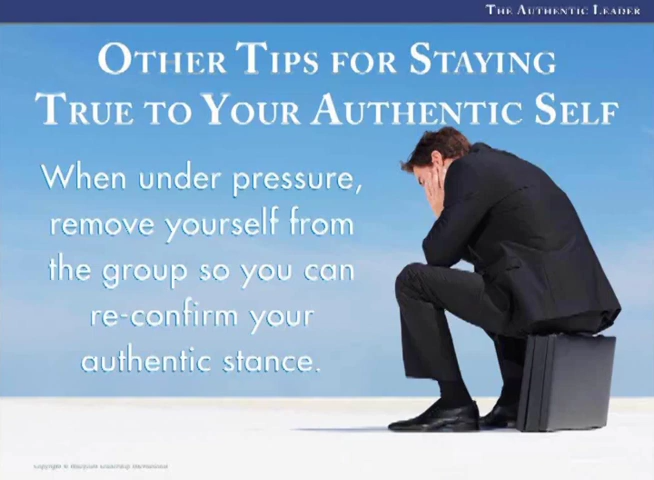 THE AUTHENTIC LEADER
OTHER TIPS FOR STAYING
TRUE TO YOUR AUTHENTIC SELF
When under pressure,
remove yourself from
the group so you can
re-confirm your
authentic stance.